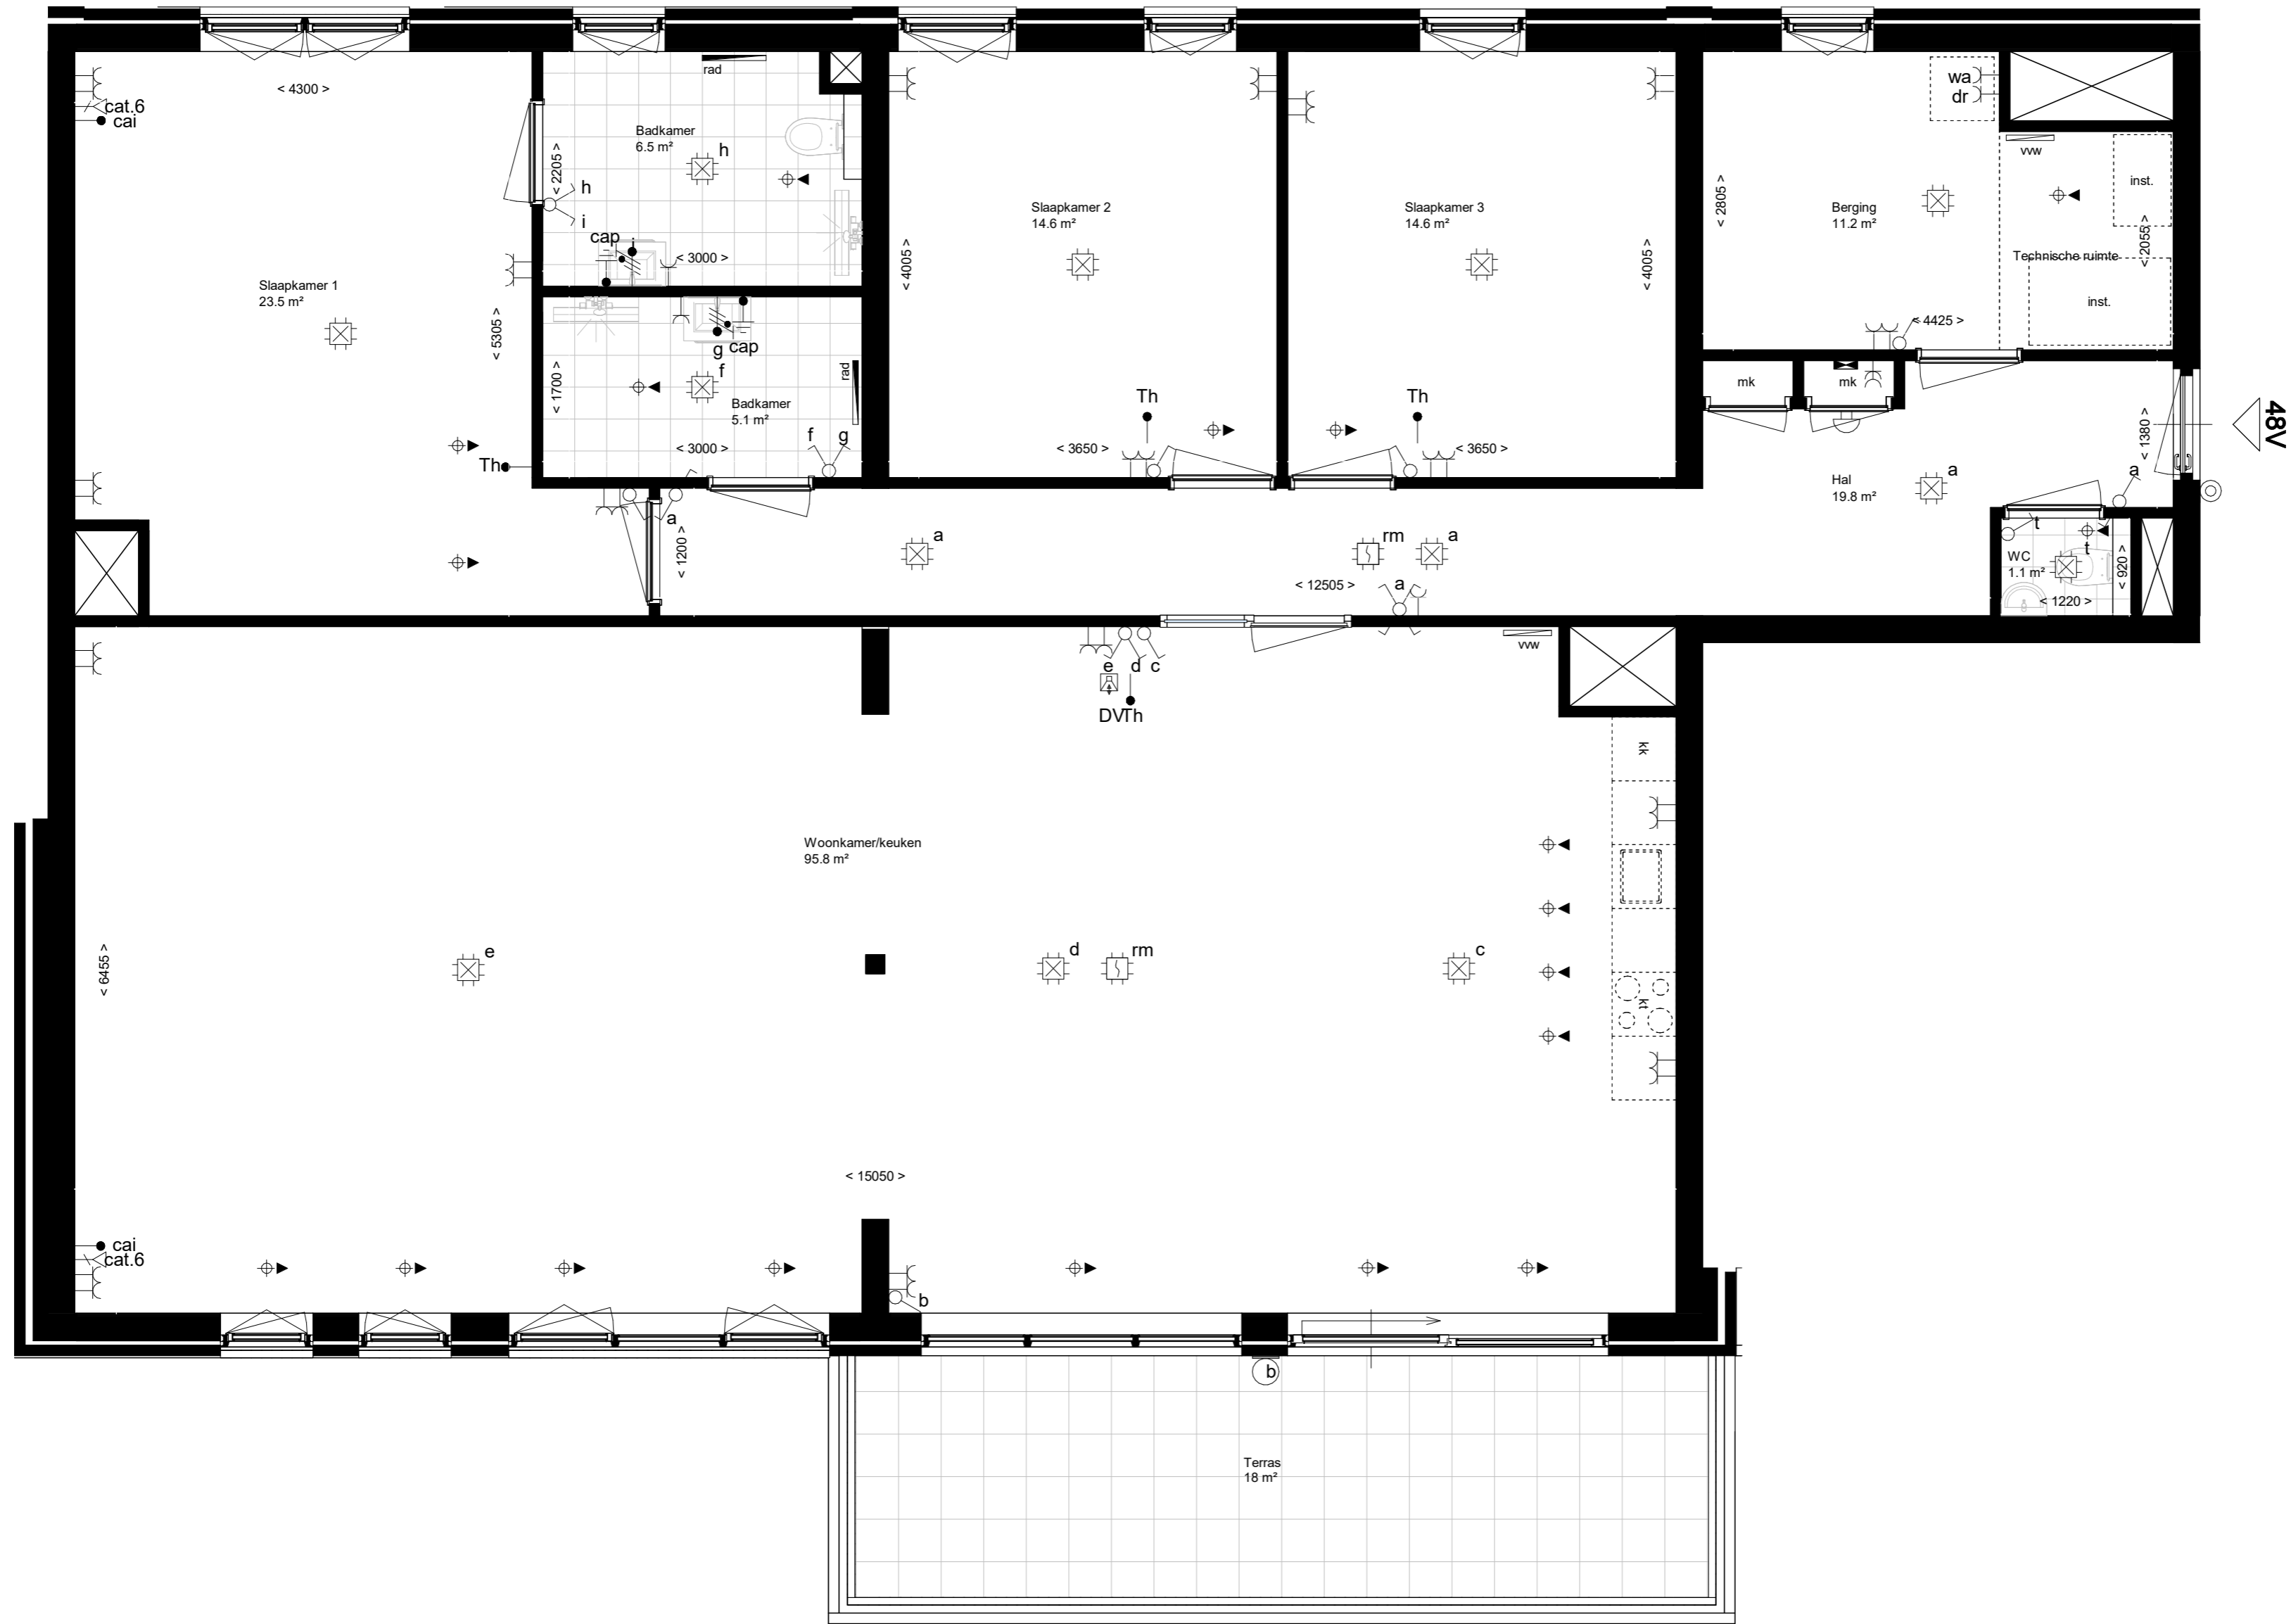 < 4300 >
cat.6
cai
Slaapkamer 1
23.5 m²
< 5305 >
Th
rad
Badkamer
6.5 m²
h
< 2205 >
h
i
cap
i
< 3000 >
g
cap
f
< 1700 >
rad
Badkamer
5.1 m²
f
g
< 3000 >
Slaapkamer 2
14.6 m²
< 4005 >
Th
< 3650 >
Slaapkamer 3
14.6 m²
< 4005 >
Th
< 3650 >
wa
dr
vvw
inst.
< 2805 >
Berging
11.2 m²
< 2055 >
Technische ruimte
inst.
< 4425 >
mk
mk
< 1380 >
48V
Hal
19.8 m²
a
a
t
t
WC
1.1 m²
< 920 >
< 1220 >
a
< 1200 >
a
rm
a
< 12505 >
a
e
d
c
DV
Th
vvw
kk
Woonkamer/keuken
95.8 m²
< 6455 >
e
d
rm
c
kt
< 15050 >
cai
cat.6
b
b
Terras
18 m²